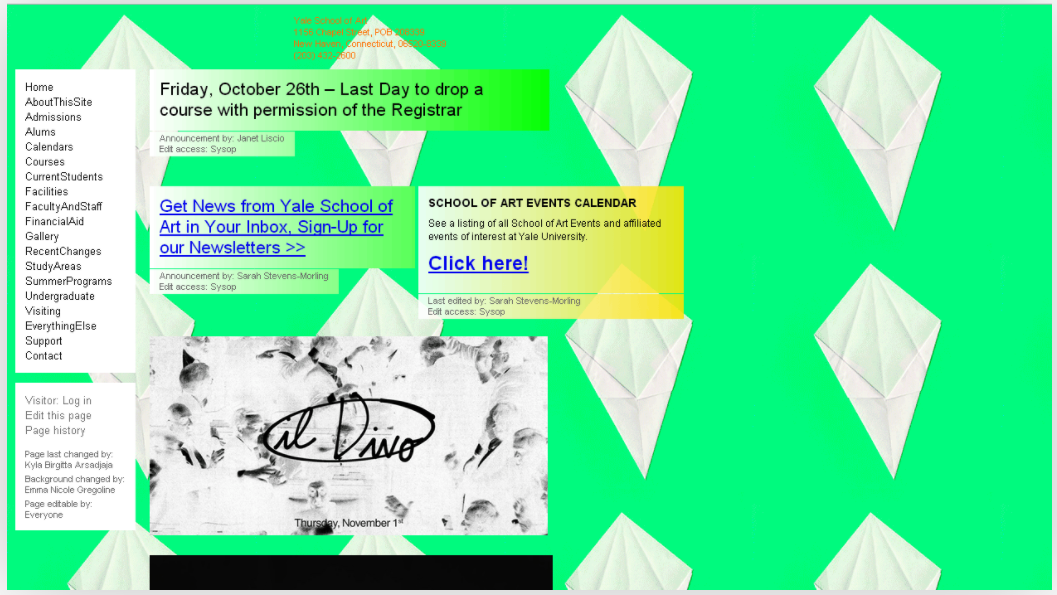 Yale School of Art
1156 Chapel Street, POB 208339
New Haven, Connecticut, 06520-8339
(203) 432-2600
Home
AboutThisSite
Admissions
Alums
Calendars
Courses
CurrentStudents
Facilities
FacultyAndStaff
FinancialAid
Gallery
RecentChanges
StudyAreas
SummerPrograms
Undergraduate
Visiting
EverythingElse
Support
Contact
Visitor: Log in
Edit this page
Page history
Page last changed by:
Kyla Birgitta Arsadjaja
Background changed by:
Emma Nicole Gregoline
Page editable by:
Everyone
Friday, October 26th – Last Day to drop a
course with permission of the Registrar
Announcement by: Janet Liscio
Edit access: Sysop
Get News from Yale School of
Art in Your Inbox, Sign-Up for
our Newsletters >>
Announcement by: Sarah Stevens-Morling
Edit access: Sysop
SCHOOL OF ART EVENTS CALENDAR
See a listing of all School of Art Events and affiliated
events of interest at Yale University.
Click here!
Last edited by: Sarah Stevens-Morling
Edit access: Sysop
il Divo
Thursday, November 1st